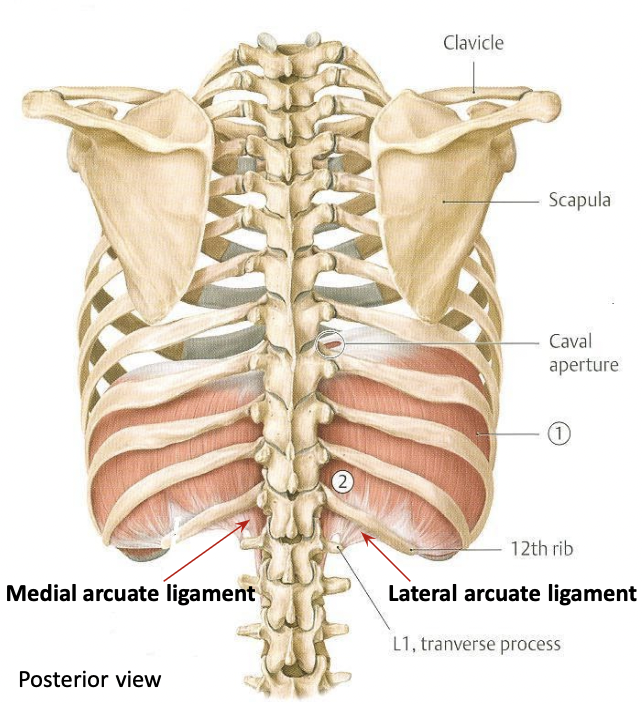 Clavicle
Scapula
Caval
aperture
1
2
12th rib
Medial arcuate ligament
Lateral arcuate ligament
L1, tranverse process
Posterior view